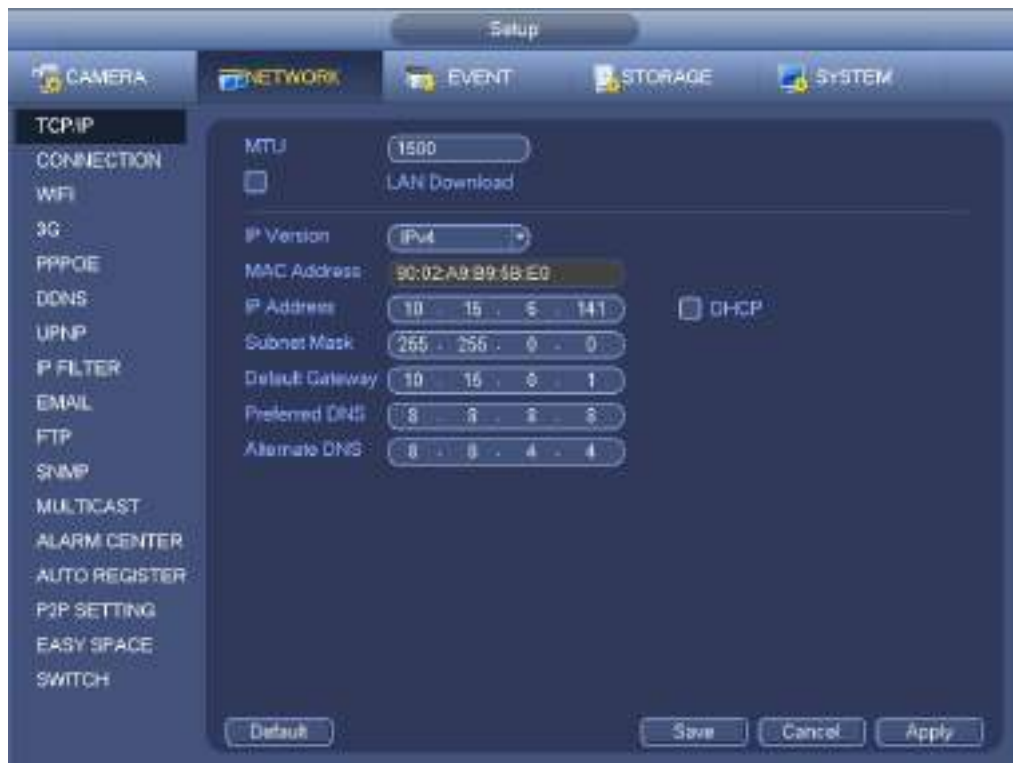 Setup
CAMERA NETWORK EVENT STORAGE SYSTEM
TCP/IP
CONNECTION
WIFI
3G
PPPOE
DDNS
UPNP
IP FILTER
EMAIL
FTP
SNMP
MULTICAST
ALARM CENTER
AUTO REGISTER
P2P SETTING
EASY SPACE
SWITCH
MTU 1500
LAN Download
IP Version IPv4
MAC Address 90:02:A9:B9:6B:E0
IP Address 10 . 15 . 6 . 141 DHCP
Subnet Mask 255 . 255 . 0 . 0
Default Gateway 10 . 15 . 0 . 1
Preferred DNS 8 . 8 . 8 . 8
Alternate DNS 8 . 8 . 4 . 4
Default Save Cancel Apply